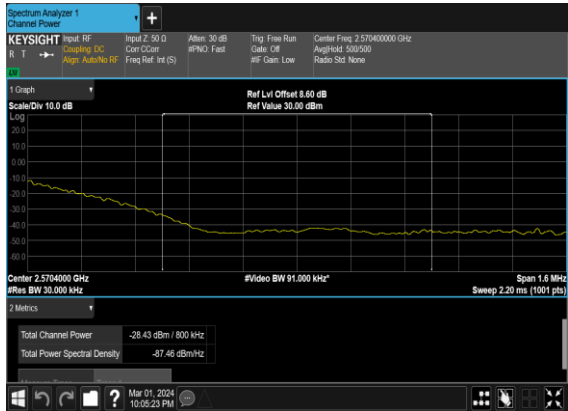 Spectrum Analyzer 1
Channel Power
+
KEYSIGHT
R T
LXI
Input: RF
Coupling: DC
Align: Auto/No RF
Input Z: 50 Ω
Corr CCorr
Freq Ref: Int (S)
Atten: 30 dB
#PNO: Fast
Trig: Free Run
Gate: Off
#IF Gain: Low
Center Freq: 2.570400000 GHz
Avg|Hold: 500/500
Radio Std: None
1 Graph
Scale/Div 10.0 dB
Ref Lvl Offset 8.60 dB
Ref Value 30.00 dBm
Log
20.0
10.0
0.00
-10.0
-20.0
-30.0
-40.0
-50.0
-60.0
Center 2.5704000 GHz
#Res BW 30.000 kHz
#Video BW 91.000 kHz*
Span 1.6 MHz
Sweep 2.20 ms (1001 pts)
2 Metrics
Total Channel Power -28.43 dBm / 800 kHz
Total Power Spectral Density -87.46 dBm/Hz
?
Mar 01, 2024
10:05:23 PM